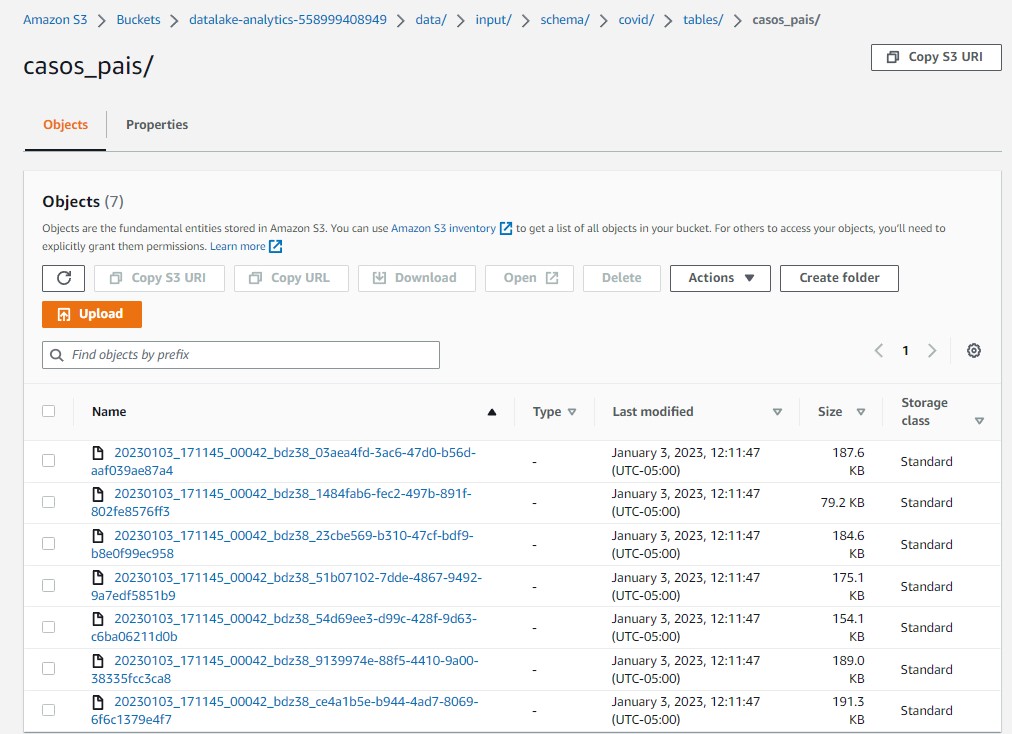 Amazon S3 > Buckets > datalake-analytics-558999408949 > data/ > input/ > schema/ > covid/ > tables/ > casos_pais/
casos_pais/
Copy S3 URI
Objects
Properties
Objects (7)
Objects are the fundamental entities stored in Amazon S3. You can use Amazon S3 inventory to get a list of all objects in your bucket. For others to access your objects, you'll need to
explicitly grant them permissions. Learn more
Copy S3 URI Copy URL Download Open Delete Actions Create folder
Upload
Find objects by prefix
1
Name Type Last modified Size Storage
class
20230103_171145_00042_bdz38_03aea4fd-3ac6-47d0-b56d- January 3, 2023, 12:11:47 187.6
aaf039ae87a4 - (UTC-05:00) KB Standard
20230103_171145_00042_bdz38_1484fab6-fec2-497b-891f- January 3, 2023, 12:11:47
802fe8576ff3 - (UTC-05:00) 79.2 KB Standard
20230103_171145_00042_bdz38_23cbe569-b310-47cf-bdf9- January 3, 2023, 12:11:47 184.6
b8e0f99ec958 - (UTC-05:00) KB Standard
20230103_171145_00042_bdz38_51b07102-7dde-4867-9492- January 3, 2023, 12:11:47 175.1
9a7edf5851b9 - (UTC-05:00) KB Standard
20230103_171145_00042_bdz38_54d69ee3-d99c-428f-9d63- January 3, 2023, 12:11:47 154.1
c6ba06211d0b - (UTC-05:00) KB Standard
20230103_171145_00042_bdz38_9139974e-88f5-4410-9a00- January 3, 2023, 12:11:47 189.0
38335fcc3ca8 - (UTC-05:00) KB Standard
20230103_171145_00042_bdz38_ce4a1b5e-b944-4ad7-8069- January 3, 2023, 12:11:47 191.3
6f6c1379e4f7 - (UTC-05:00) KB Standard